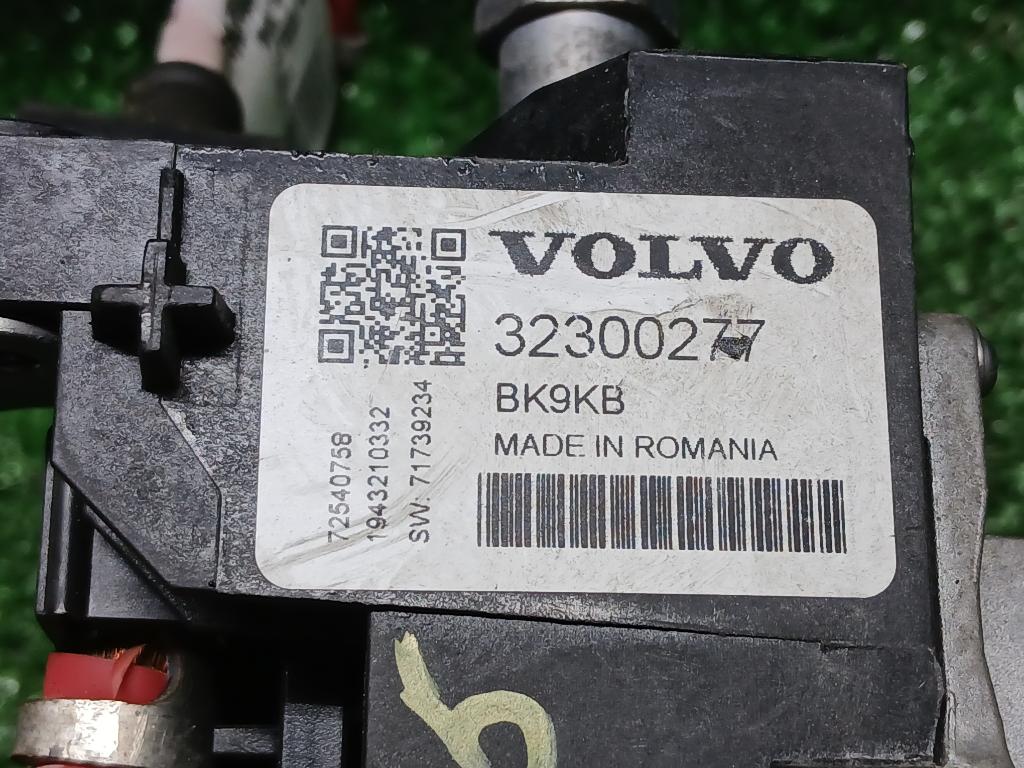 VOLVO
32300277
BK9KB
MADE IN ROMANIA
72540758
1943210332
SW: 71739234